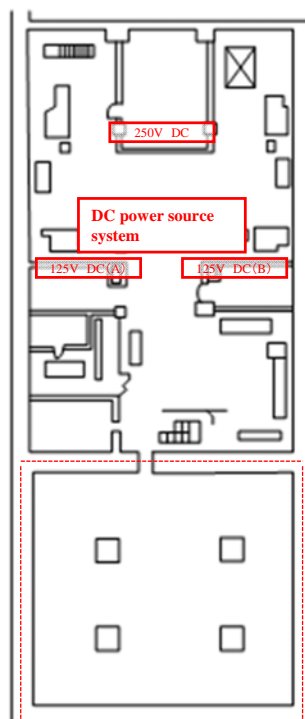 250V DC
DC power source
system
125V DC(A)
125V DC(B)